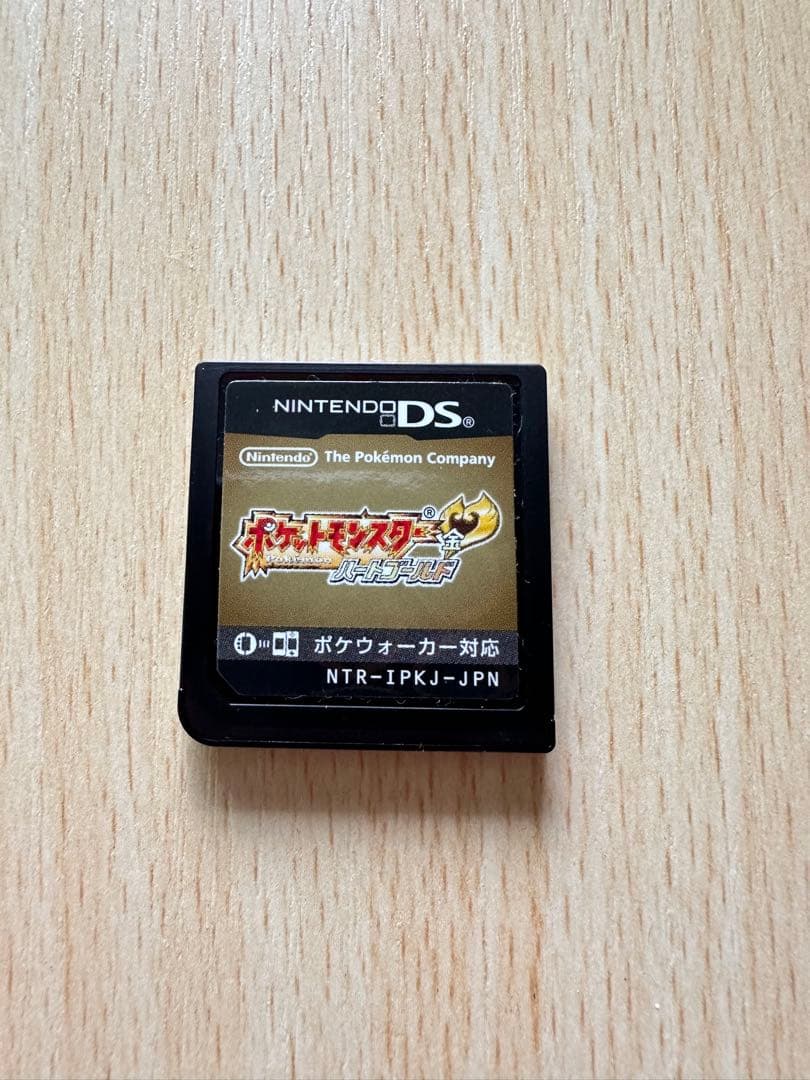 NINTENDO DS®
Nintendo® The Pokémon Company
ポケットモンスター®
POKéMON
金
ハートゴールド
ポケウォーカー対応
NTR-IPKJ-JPN